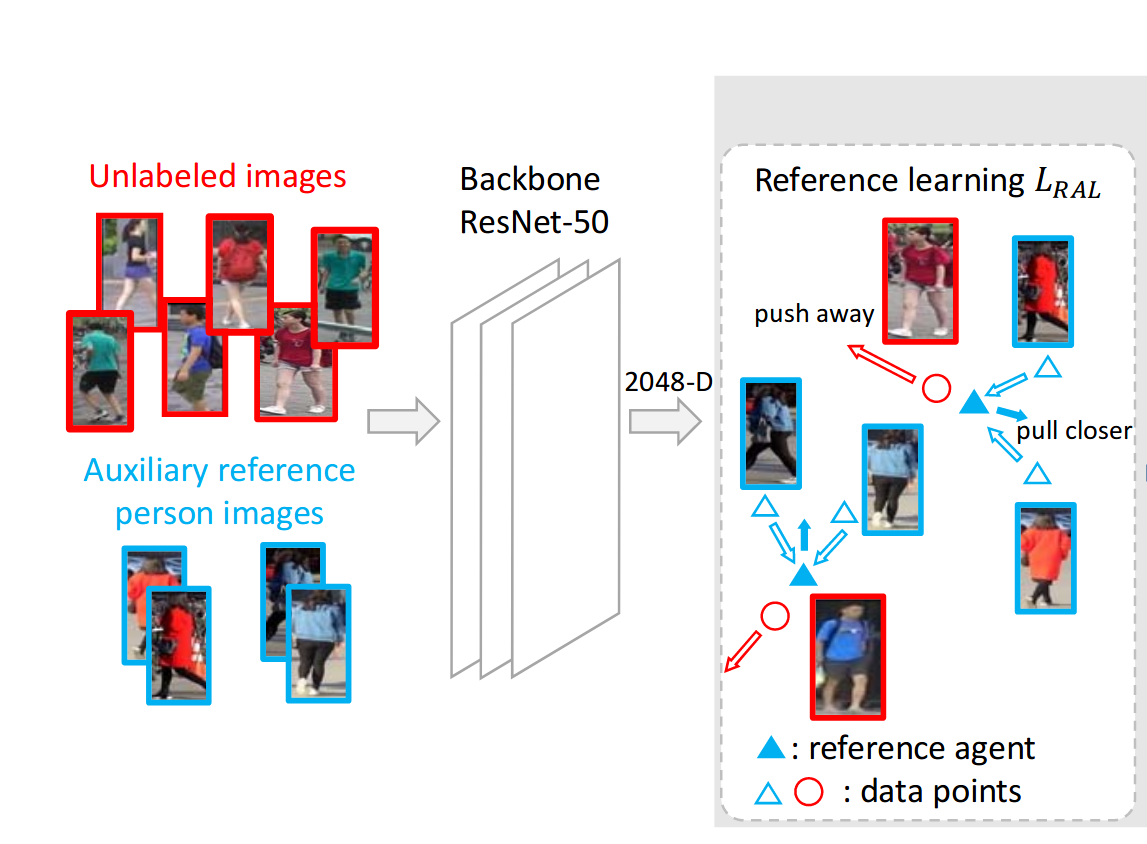 Unlabeled images
Auxiliary reference
person images
Backbone
ResNet-50
2048-D
Reference learning L_{RAL}
push away
pull closer
: reference agent
: data points